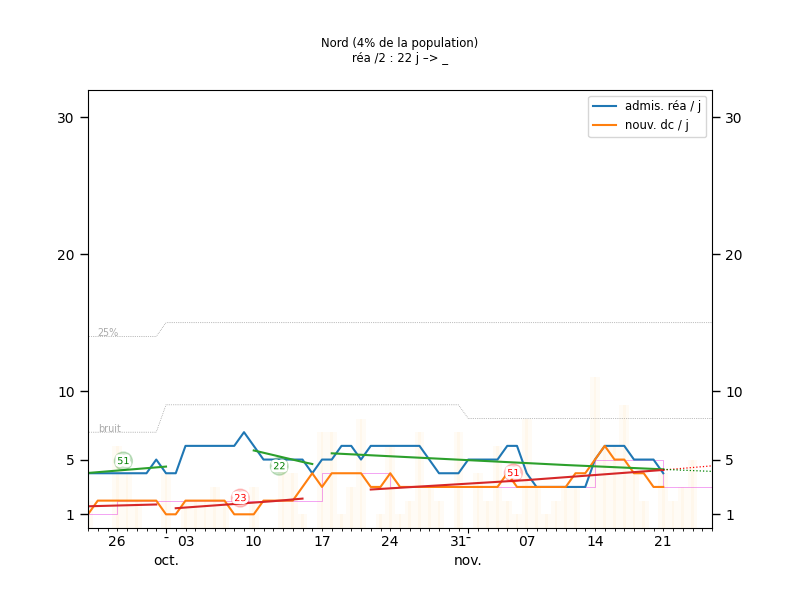 Nord (4% de la population)
réa /2 : 22 j –> _
admis. réa / j
nouv. dc / j
30 30
20 20
25%
10 10
bruit
51 22 51
5 5
23
1 1
26 - 03 10 17 24 31- 07 14 21
oct. nov.